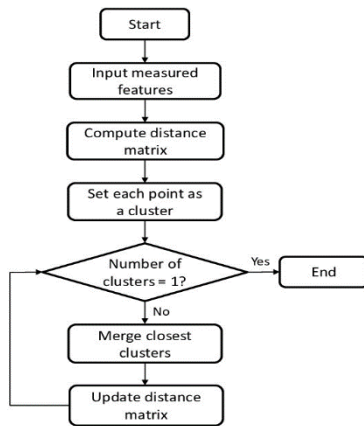 Start
Input measured
features
Compute distance
matrix
Set each point as
a cluster
Number of
clusters = 1?
Yes
End
No
Merge closest
clusters
Update distance
matrix